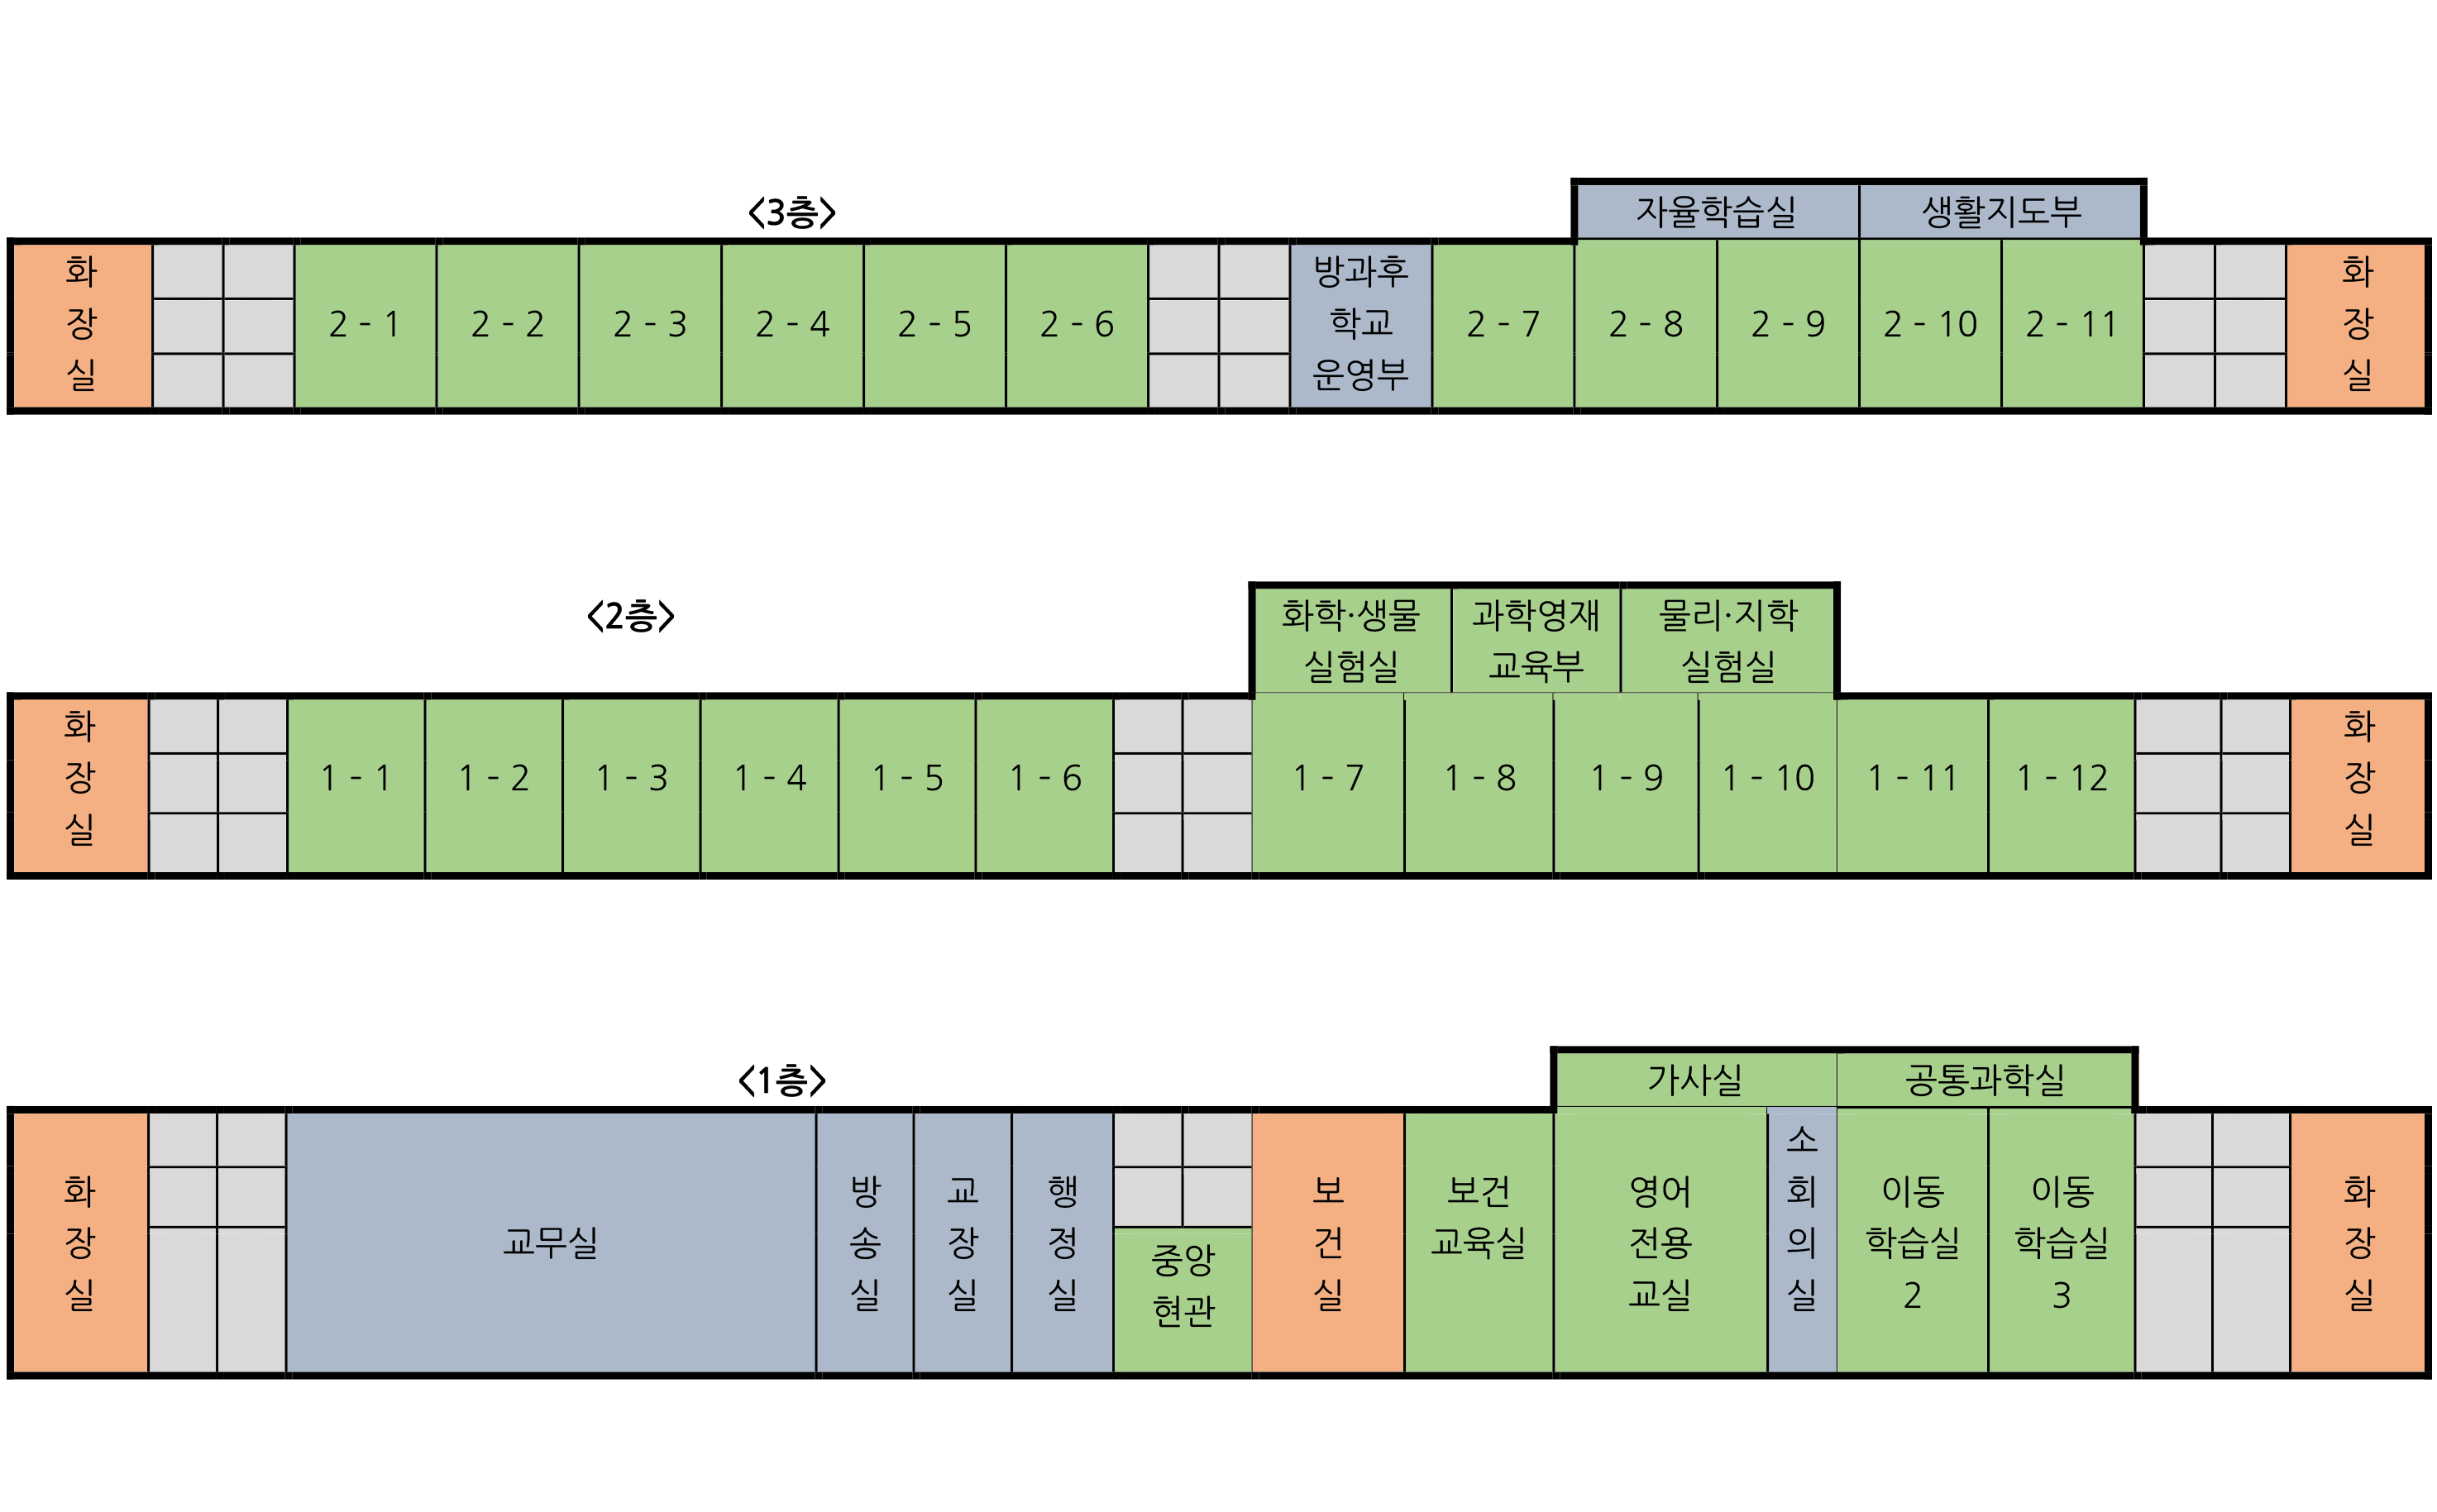 <3층>
자율학습실 생활지도부
화
장
실
2 - 1 2 - 2 2 - 3 2 - 4 2 - 5 2 - 6
방과후
학교
운영부
2 - 7 2 - 8 2 - 9 2 - 10 2 - 11
화
장
실
<2층>
화학·생물
실험실
과학영재
교육부
물리·지학
실험실
화
장
실
1 - 1 1 - 2 1 - 3 1 - 4 1 - 5 1 - 6
1 - 7 1 - 8 1 - 9 1 - 10 1 - 11 1 - 12
화
장
실
<1층>
가사실 공통과학실
화
장
실
교무실
방
송
실
교
장
실
행
정
실
중앙
현관
보
건
실
보건
교육실
영어
전용
교실
소
회
의
실
이동
학습실
2
이동
학습실
3
화
장
실